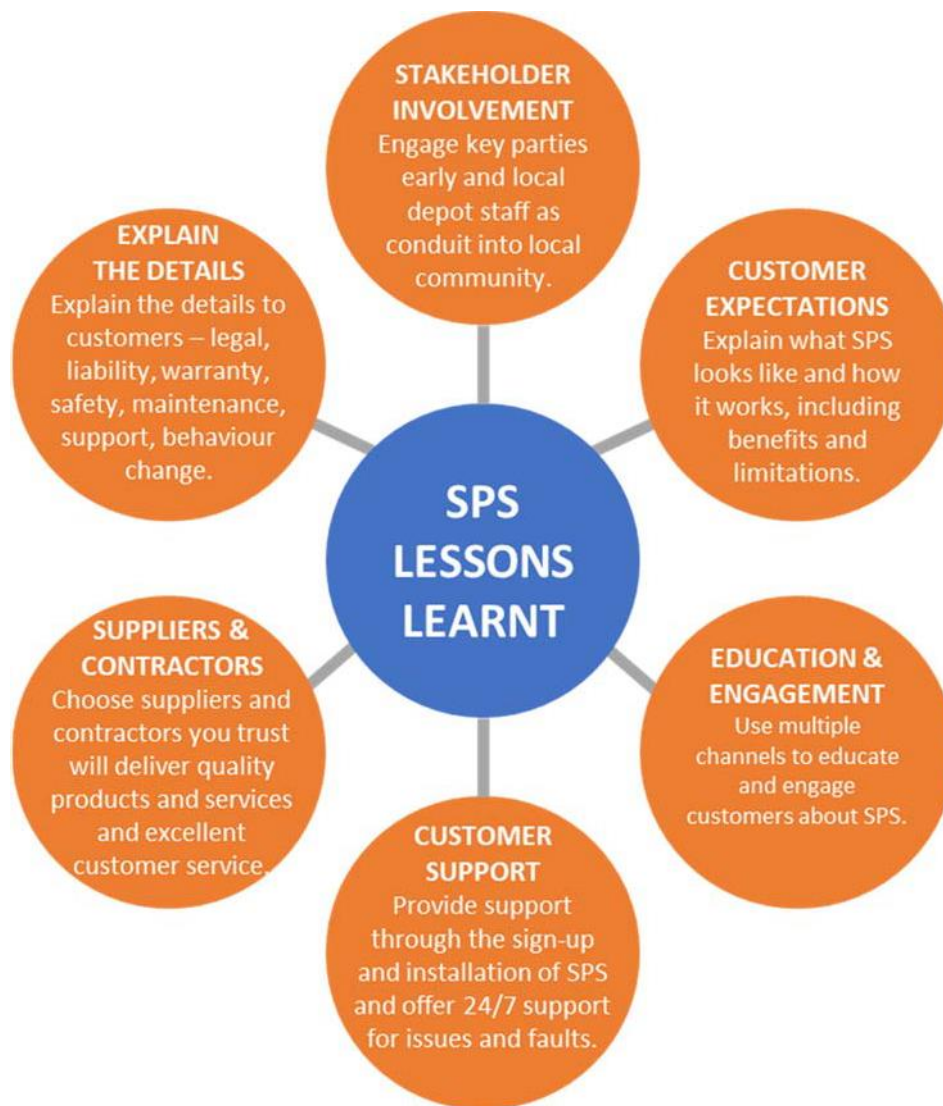 STAKEHOLDER
INVOLVEMENT
Engage key parties
early and local
depot staff as
conduit into local
community.
CUSTOMER
EXPECTATIONS
Explain what SPS
looks like and how
it works, including
benefits and
limitations.
EDUCATION &
ENGAGEMENT
Use multiple
channels to educate
and engage
customers about SPS.
CUSTOMER
SUPPORT
Provide support
through the sign-up
and installation of SPS
and offer 24/7 support
for issues and faults.
SUPPLIERS &
CONTRACTORS
Choose suppliers and
contractors you trust
will deliver quality
products and services
and excellent
customer service.
EXPLAIN
THE DETAILS
Explain the details to
customers – legal,
liability, warranty,
safety, maintenance,
support, behaviour
change.
SPS
LESSONS
LEARNT